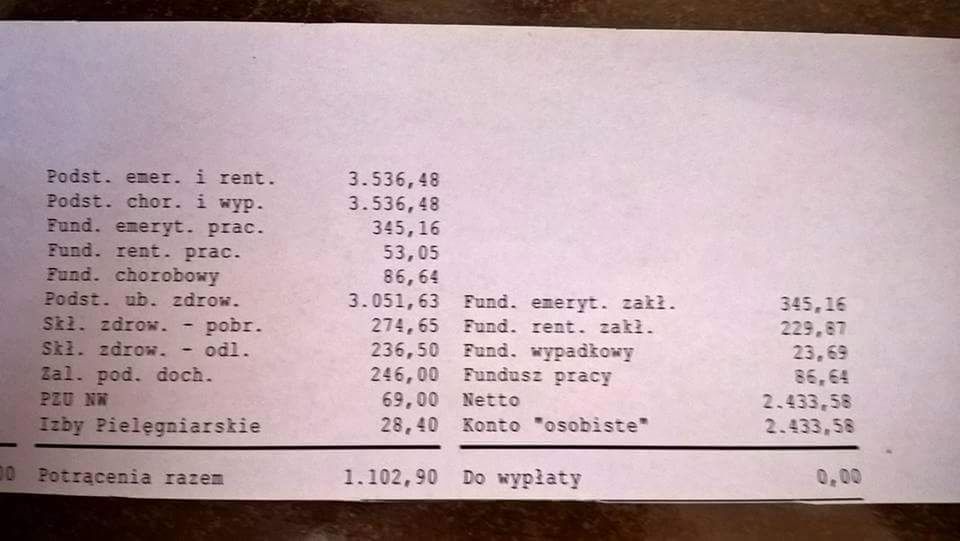 Podst. emer. i rent. 3.536,48
Podst. chor. i wyp. 3.536,48
Fund. emeryt. prac. 345,16
Fund. rent. prac. 53,05
Fund. chorobowy 86,64
Podst. ub. zdrow. 3.051,63 Fund. emeryt. zakł. 345,16
Skł. zdrow. - pobr. 274,65 Fund. rent. zakł. 229,87
Skł. zdrow. - odl. 236,50 Fund. wypadkowy 23,69
Zal. pod. doch. 246,00 Fundusz pracy 86,64
PZU NW 69,00 Netto 2.433,58
Izby Pielęgniarskie 28,40 Konto "osobiste" 2.433,58
00 Potrącenia razem 1.102,90 Do wypłaty 0,00